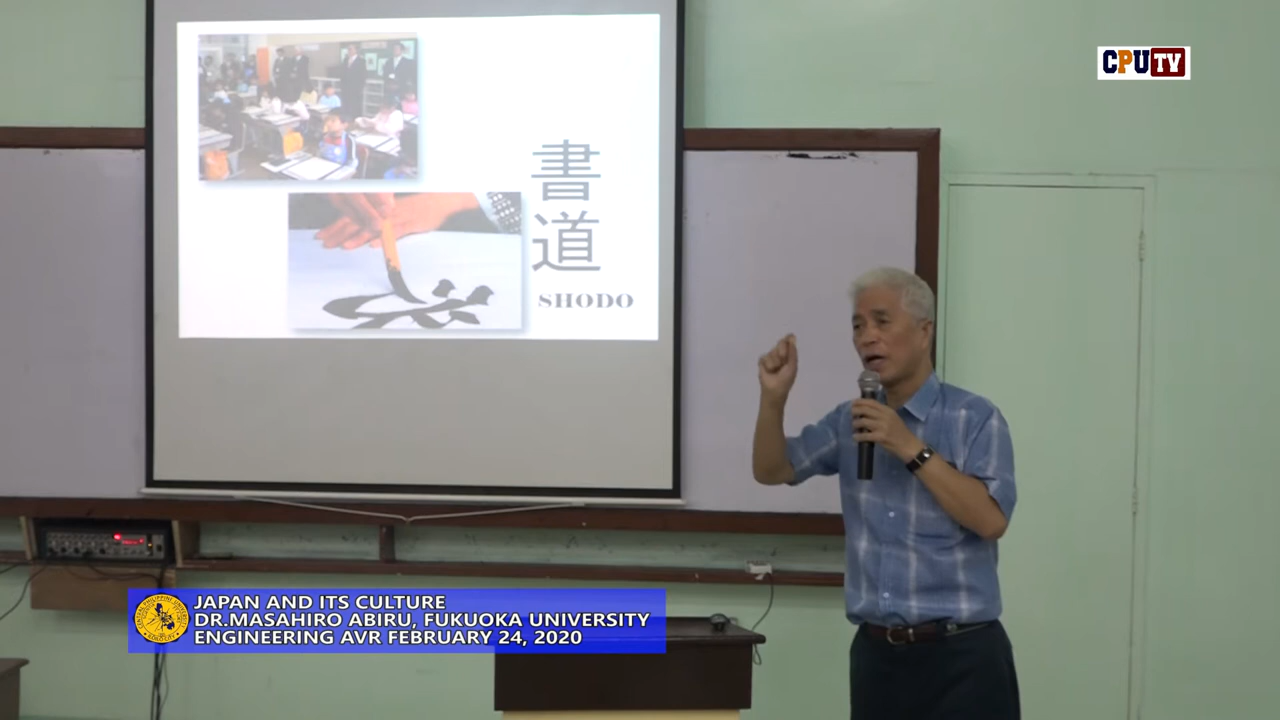 CPUTV
書道
SHODO
JAPAN AND ITS CULTURE
DR.MASAHIRO ABIRU, FUKUOKA UNIVERSITY
ENGINEERING AVR FEBRUARY 24, 2020